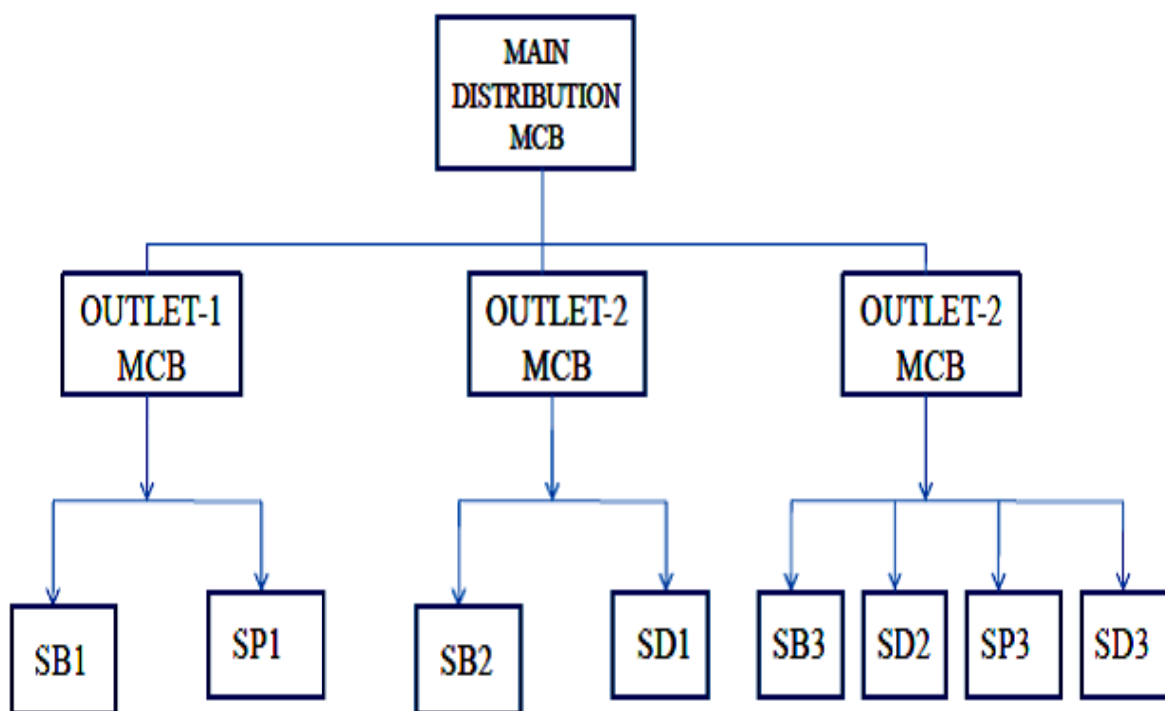 MAIN
DISTRIBUTION
MCB
OUTLET-1
MCB
OUTLET-2
MCB
OUTLET-2
MCB
SB1
SP1
SB2
SD1
SB3
SD2
SP3
SD3